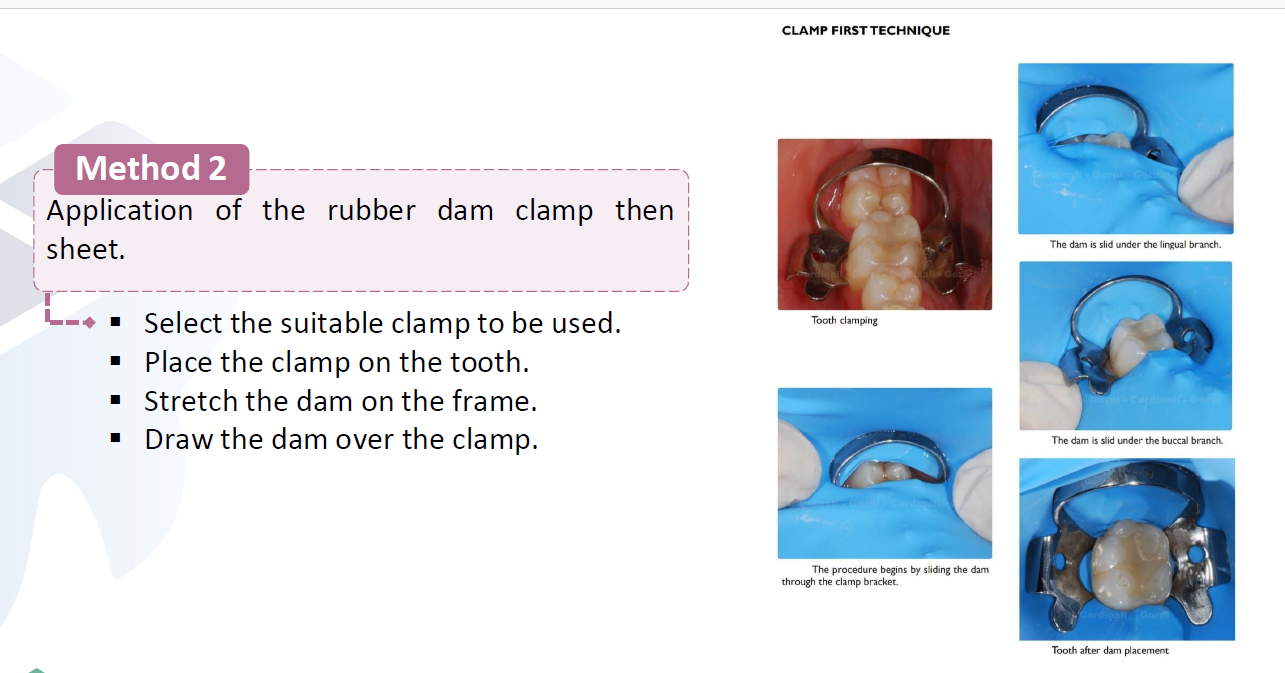 Method 2
Application of the rubber dam clamp then
sheet.
Select the suitable clamp to be used.
Place the clamp on the tooth.
Stretch the dam on the frame.
Draw the dam over the clamp.
CLAMP FIRST TECHNIQUE
Tooth clamping
The procedure begins by sliding the dam
through the clamp bracket.
The dam is slid under the lingual branch.
The dam is slid under the buccal branch.
Tooth after dam placement